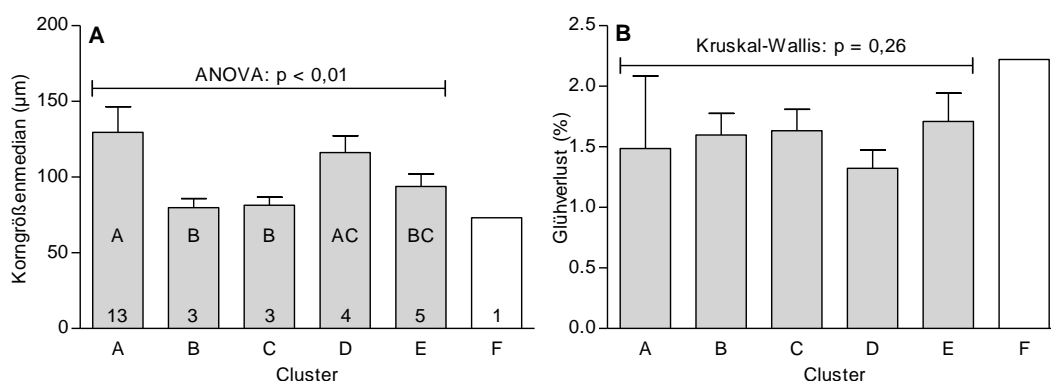 A
ANOVA: p < 0,01
Korngrößenmedian (µm)
200
150
100
50
0
A B B AC BC
13 3 3 4 5 1
A B C D E F
Cluster
B
Kruskal-Wallis: p = 0,26
Glühverlust (%)
2.5
2.0
1.5
1.0
0.5
0.0
A B C D E F
Cluster